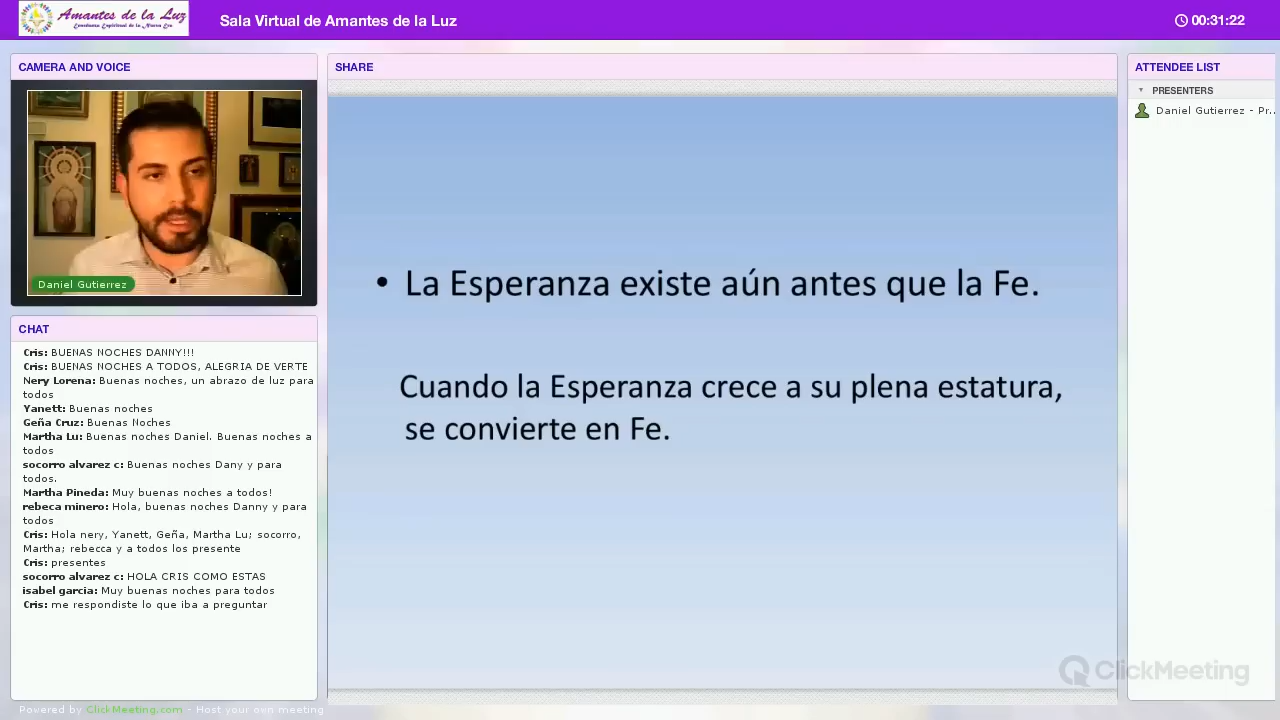 Amantes de la Luz
Enseñanza Espiritual de la Nueva Era
Sala Virtual de Amantes de la Luz
00:31:22
CAMERA AND VOICE
Daniel Gutierrez
CHAT
Cris: BUENAS NOCHES DANNY!!!
Cris: BUENAS NOCHES A TODOS, ALEGRIA DE VERTE
Nery Lorena: Buenas noches, un abrazo de luz para
todos
Yanett: Buenas noches
Geña Cruz: Buenas Noches
Martha Lu: Buenas noches Daniel. Buenas noches a
todos
socorro alvarez c: Buenas noches Dany y para
todos.
Martha Pineda: Muy buenas noches a todos!
rebeca minero: Hola, buenas noches Danny y para
todos
Cris: Hola nery, Yanett, Geña, Martha Lu; socorro,
Martha; rebecca y a todos los presente
Cris: presentes
socorro alvarez c: HOLA CRIS COMO ESTAS
isabel garcia: Muy buenas noches para todos
Cris: me respondiste lo que iba a preguntar
SHARE
• La Esperanza existe aún antes que la Fe.
Cuando la Esperanza crece a su plena estatura,
se convierte en Fe.
ClickMeeting
ATTENDEE LIST
PRESENTERS
Daniel Gutierrez - Pr...
Powered by ClickMeeting.com - Host your own meeting